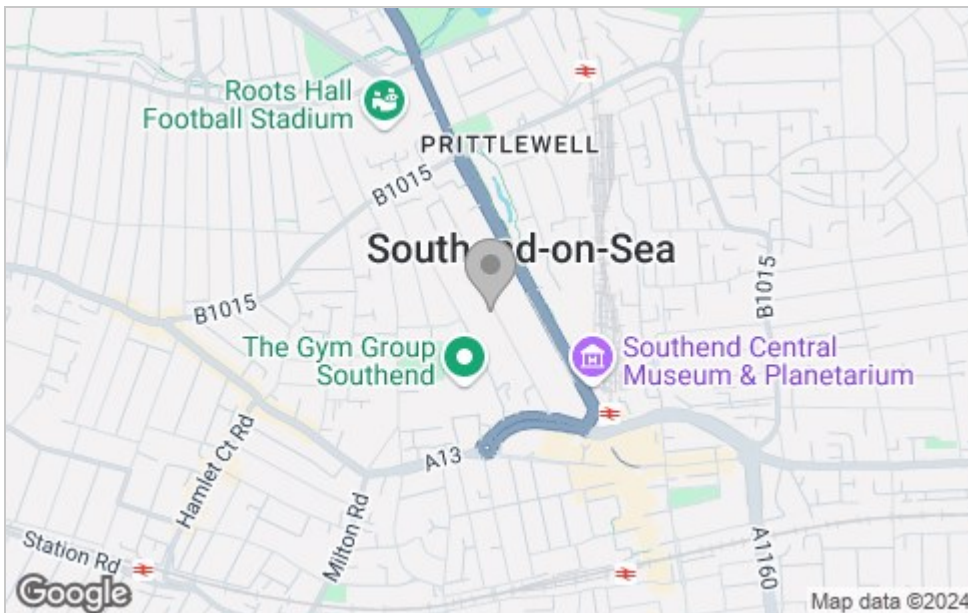 Roots Hall
Football Stadium
PRITTLEWELL
B1015
Southend-on-Sea
B1015
B1015
The Gym Group
Southend
Southend Central
Museum & Planetarium
Hamlet Ct Rd
A13
Milton Rd
Station Rd
A1160
Google
Map data ©2024